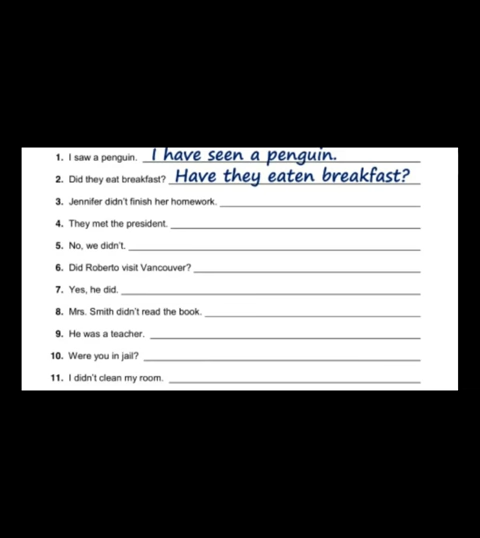 1. I saw a penguin. I have seen a penguin.
2. Did they eat breakfast? Have they eaten breakfast?
3. Jennifer didn't finish her homework.
4. They met the president.
5. No, we didn't.
6. Did Roberto visit Vancouver?
7. Yes, he did.
8. Mrs. Smith didn't read the book.
9. He was a teacher.
10. Were you in jail?
11. I didn't clean my room.